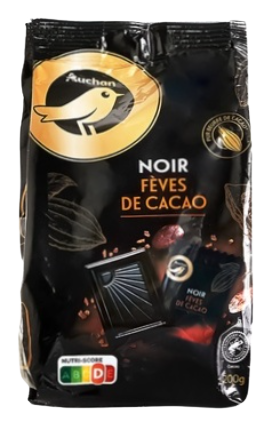 Auchan
NOIR
FÈVES
DE CACAO
NOIR
FÈVES
DE CACAO
NUTRI-SCORE
A B C D E
200g